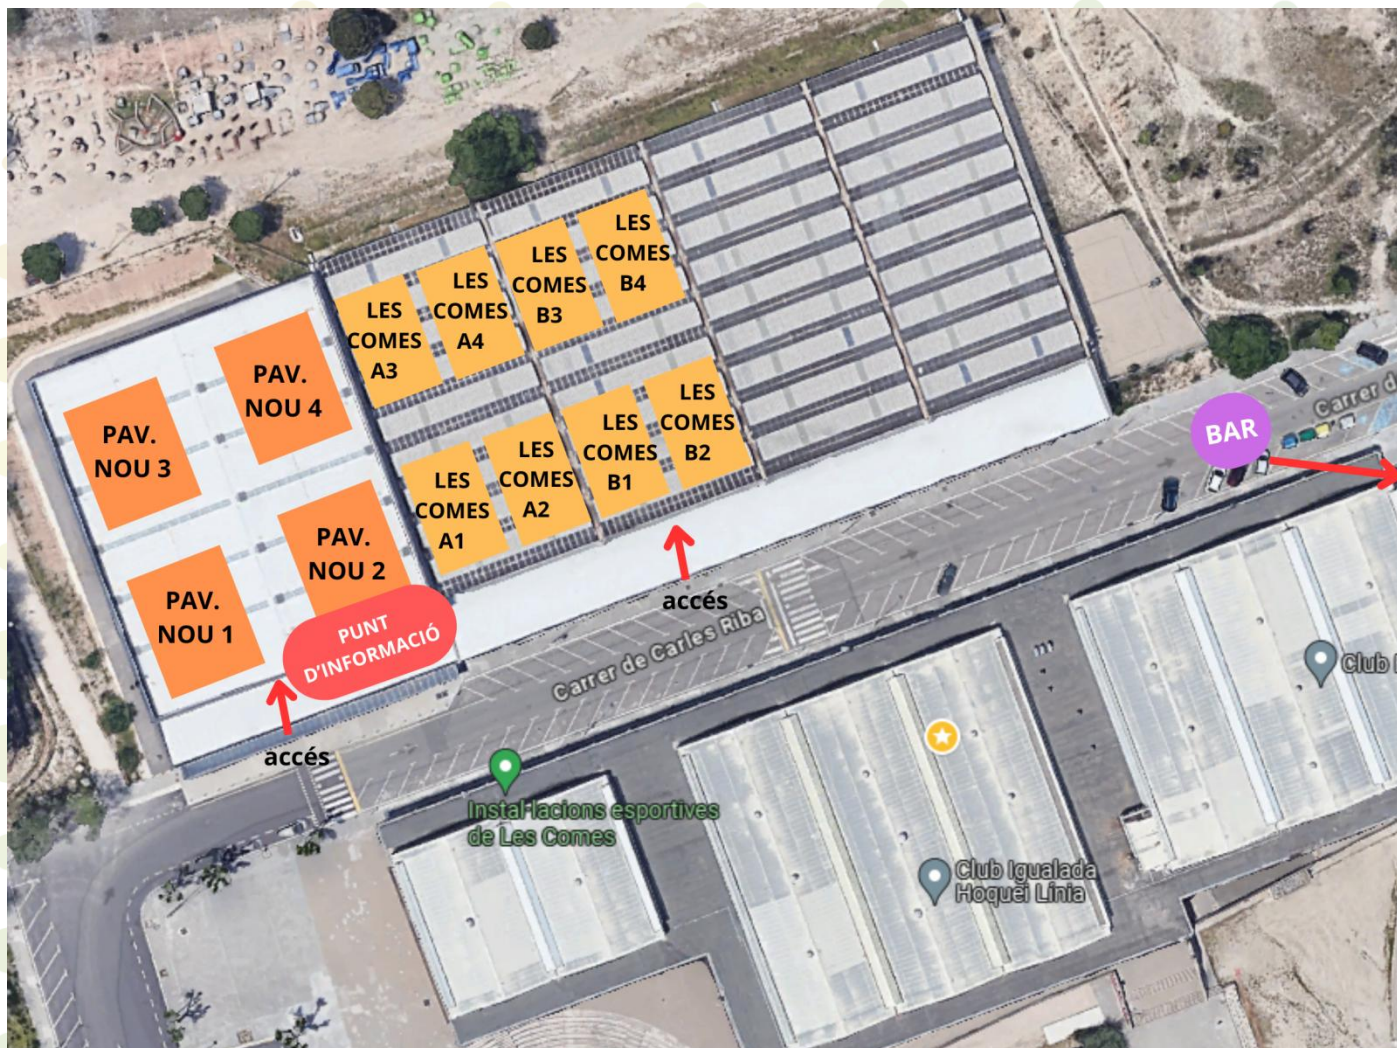 LES
COMES
B4
LES
COMES
B3
LES
COMES
A4
LES
COMES
A3
PAV.
NOU 4
PAV.
NOU 3
LES
COMES
B2
LES
COMES
B1
LES
COMES
A2
LES
COMES
A1
PAV.
NOU 2
PAV.
NOU 1
PUNT
D'INFORMACIÓ
accés
accés
BAR
Carrer d
Carrer de Carles Riba
Instal·lacions esportives
de Les Comes
Club Igualada
Hoquei Línia
Club